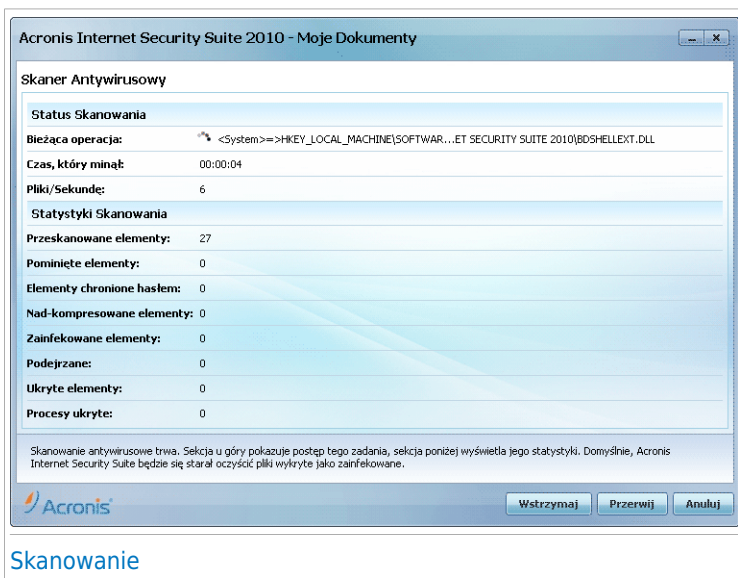 Acronis Internet Security Suite 2010 - Moje Dokumenty
Skaner Antywirusowy
Status Skanowania
Bieżąca operacja: <System>=>HKEY_LOCAL_MACHINE\SOFTWAR...ET SECURITY SUITE 2010\BDSHELLEXT.DLL
Czas, który minął: 00:00:04
Pliki/Sekundę: 6
Statystyki Skanowania
Przeskanowane elementy: 27
Pominięte elementy: 0
Elementy chronione hasłem: 0
Nad-kompresowane elementy: 0
Zainfekowane elementy: 0
Podejrzane: 0
Ukryte elementy: 0
Procesy ukryte: 0
Skanowanie antywirusowe trwa. Sekcja u góry pokazuje postęp tego zadania, sekcja poniżej wyświetla jego statystyki. Domyślnie, Acronis
Internet Security Suite będzie się starał oczyścić pliki wykryte jako zainfekowane.
Acronis Wstrzymaj Przerwij Anuluj
Skanowanie